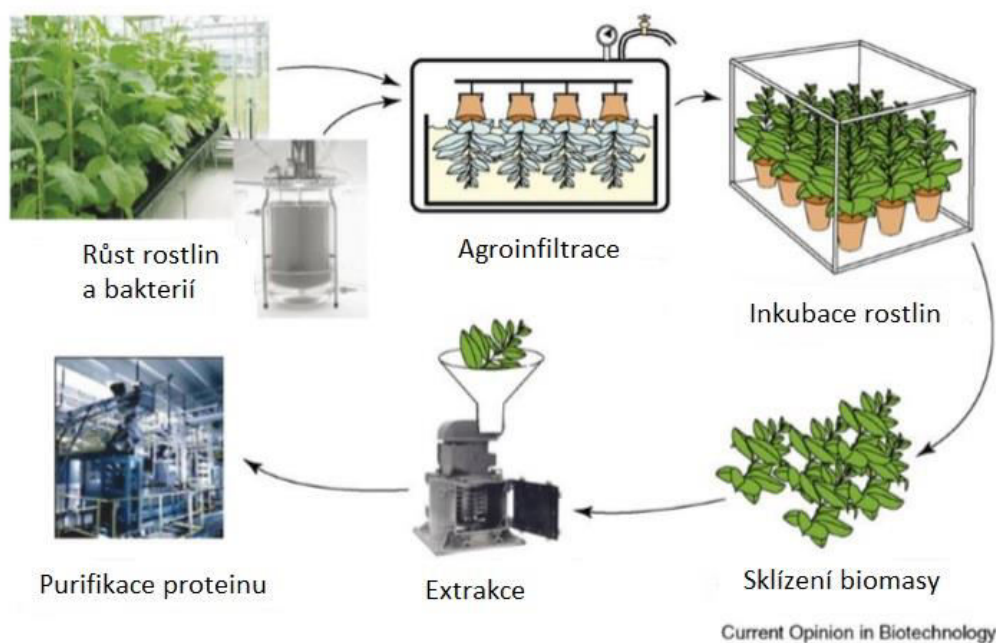 Růst rostlin
a bakterií
Agroinfiltrace
Inkubace rostlin
Sklízení biomasy
Extrakce
Purifikace proteinu
Current Opinion in Biotechnology